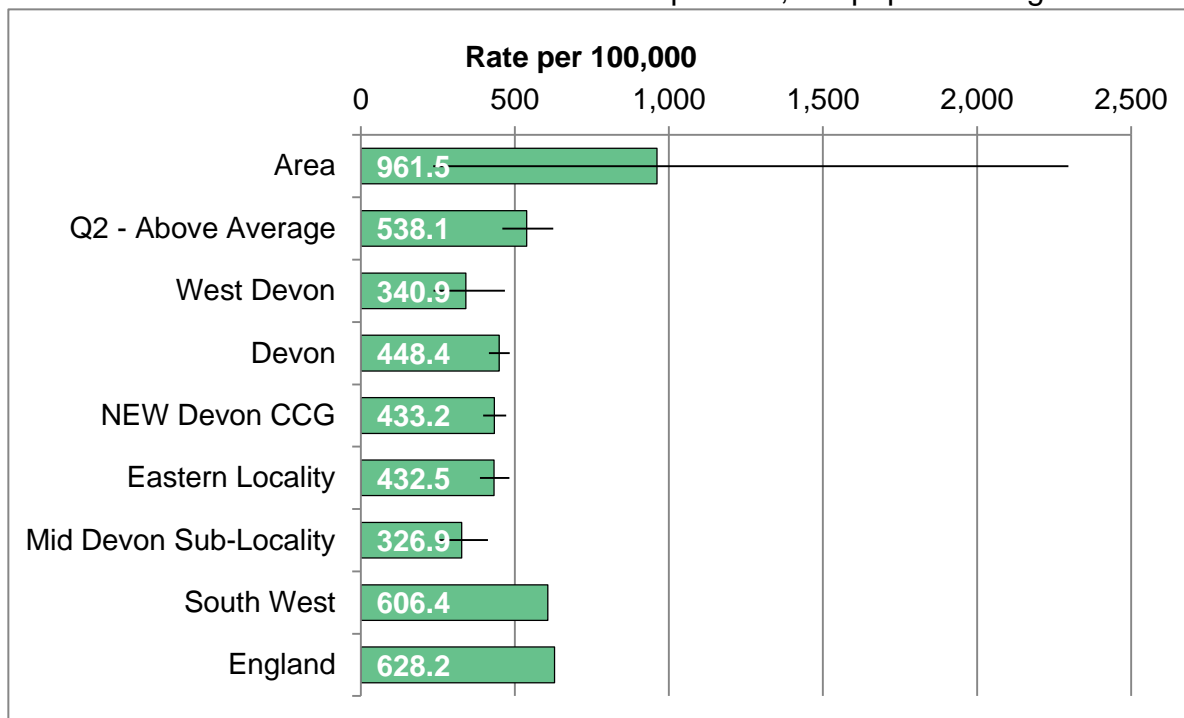 Rate per 100,000
0 500 1,000 1,500 2,000 2,500
Area 961.5
Q2 - Above Average 538.1
West Devon 340.9
Devon 448.4
NEW Devon CCG 433.2
Eastern Locality 432.5
Mid Devon Sub-Locality 326.9
South West 606.4
England 628.2